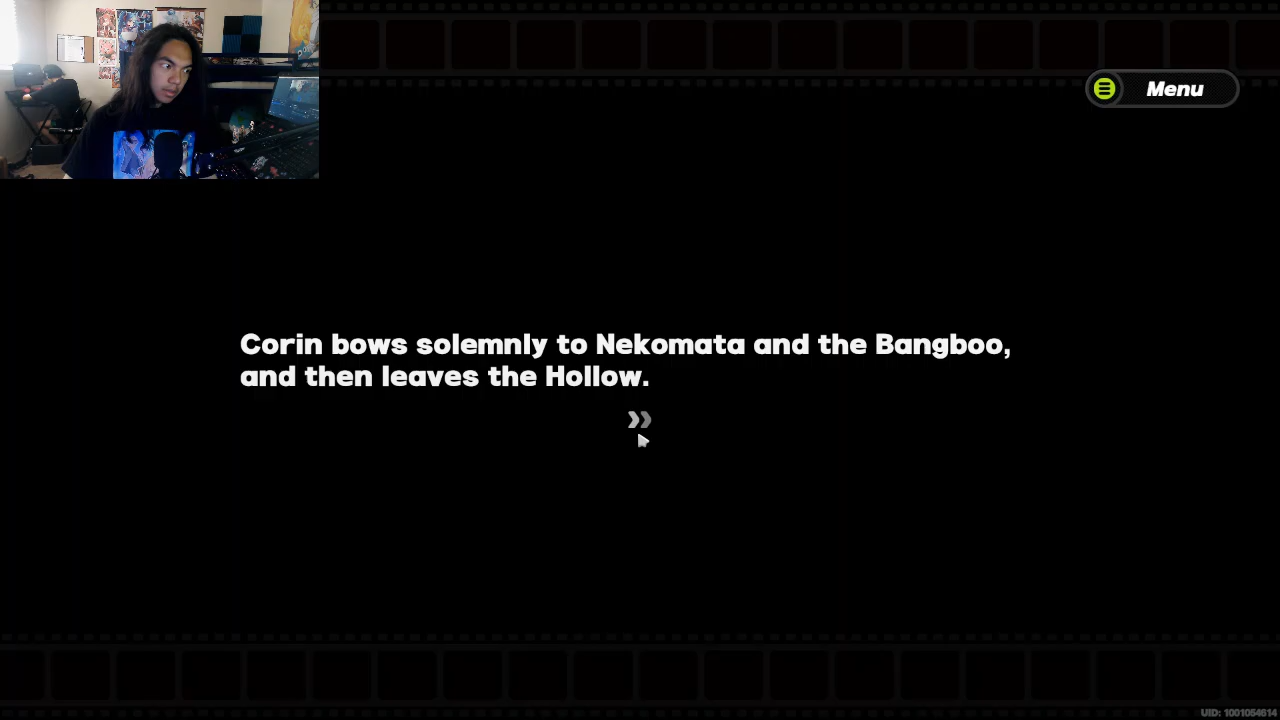 Menu
Corin bows solemnly to Nekomata and the Bangboo,
and then leaves the Hollow.
UID: 1001054614